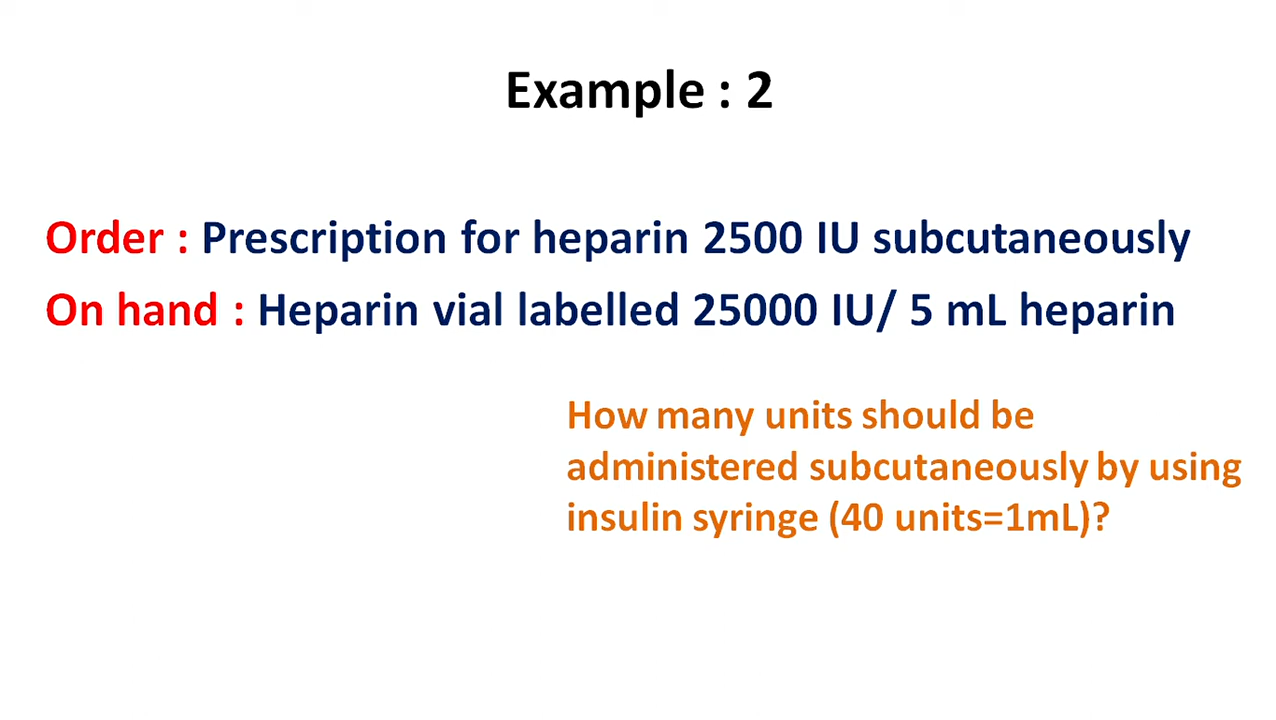 Example : 2
Order : Prescription for heparin 2500 IU subcutaneously
On hand : Heparin vial labelled 25000 IU/ 5 mL heparin
How many units should be
administered subcutaneously by using
insulin syringe (40 units=1mL)?